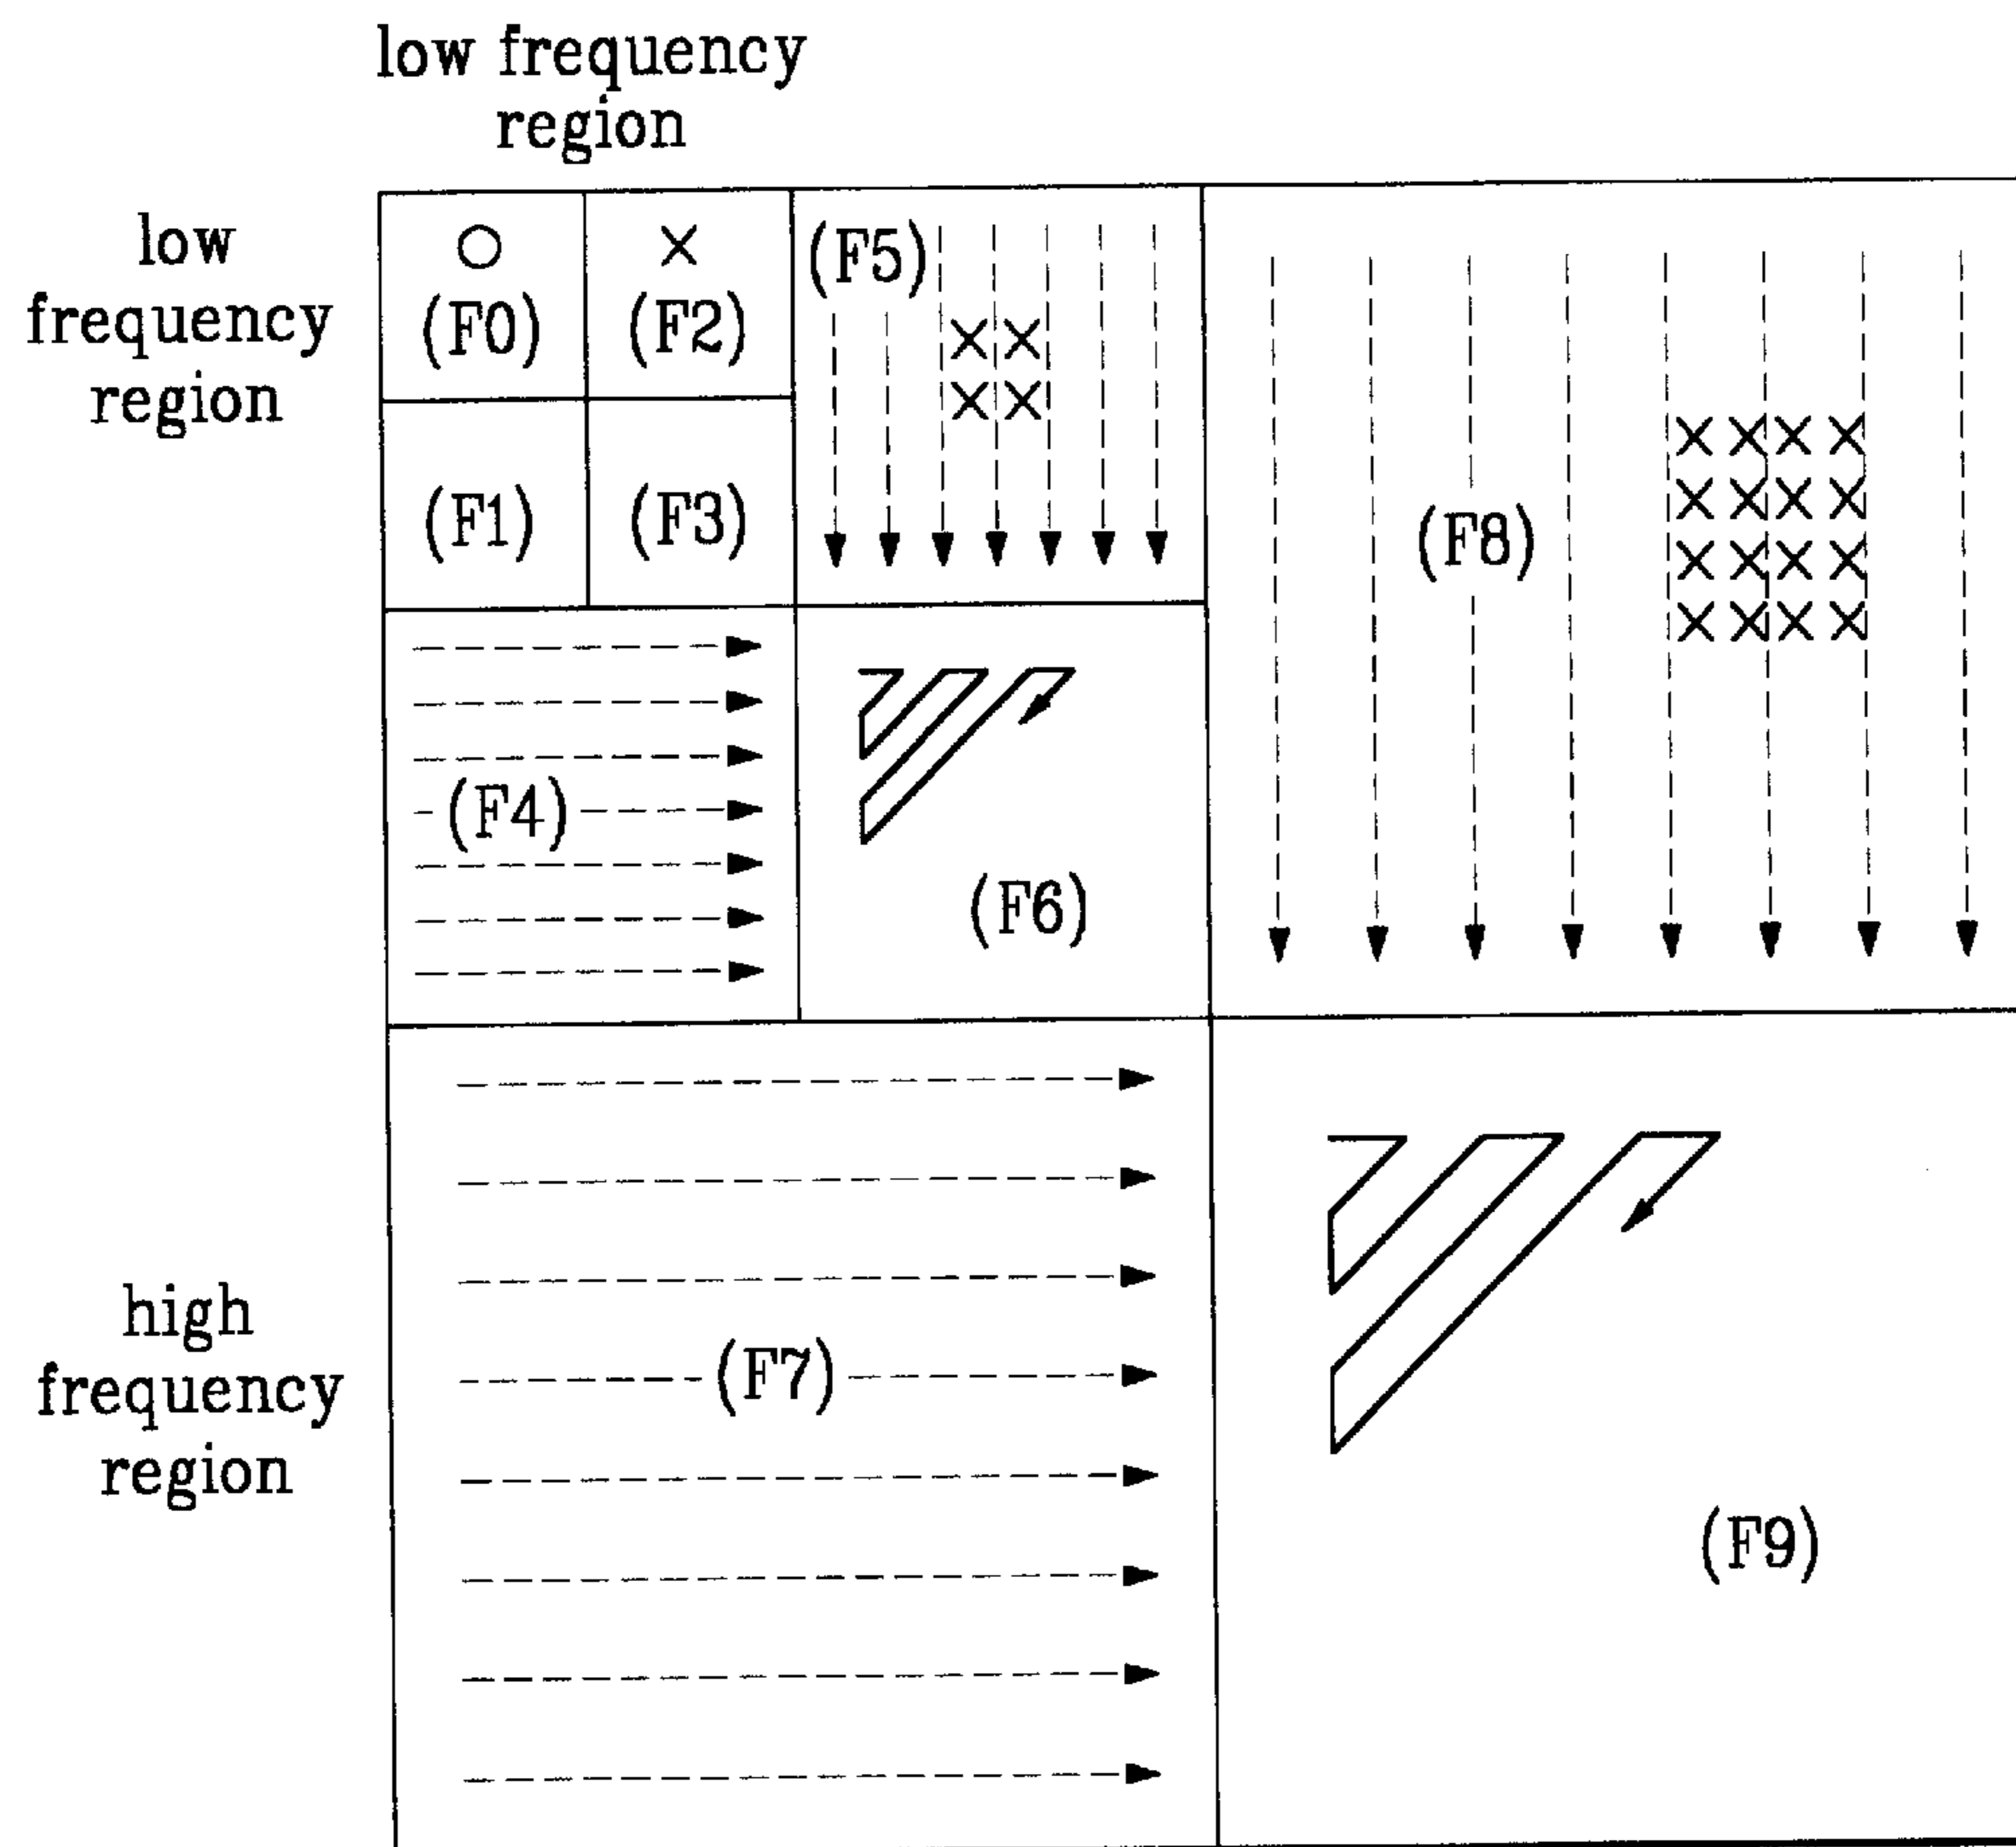 low frequency
region
low
frequency
region
(F0)
(F2)
(F5)
(F1)
(F3)
(F8)
(F4)
(F6)
high
frequency
region
(F7)
(F9)